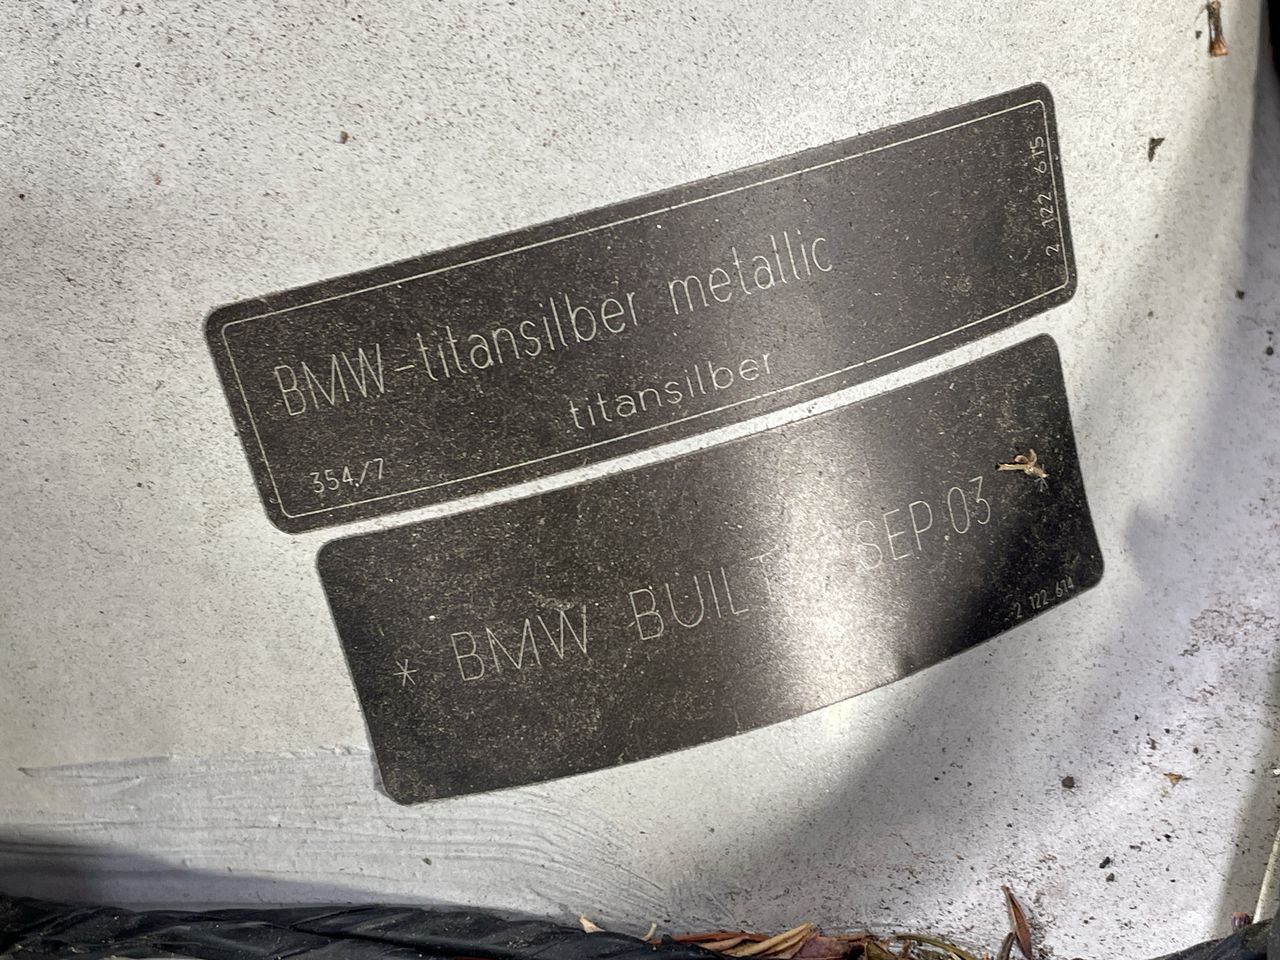 BMW-titansilber metallic
titansilber
354/7
2 122 615
* BMW BUILT SEP.03 *
2 122 614